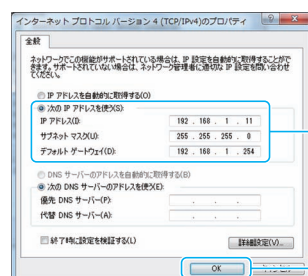 インターネット プロトコル バージョン 4 (TCP/IPv4)のプロパティ
全般
ネットワークでこの機能がサポートされている場合は、IP 設定を自動的に取得することがで
きます。サポートされていない場合は、ネットワーク管理者に適切な IP 設定を問い合わせ
てください。
IP アドレスを自動的に取得する(O)
次の IP アドレスを使う(S):
IP アドレス(I): 192 . 168 . 1 . 11
サブネット マスク(U): 255 . 255 . 255 . 0
デフォルト ゲートウェイ(D): 192 . 168 . 1 . 254
DNS サーバーのアドレスを自動的に取得する(B)
次の DNS サーバーのアドレスを使う(E):
優先 DNS サーバー(P):
代替 DNS サーバー(A):
終了時に設定を検証する(L)
詳細設定(V)...
OK